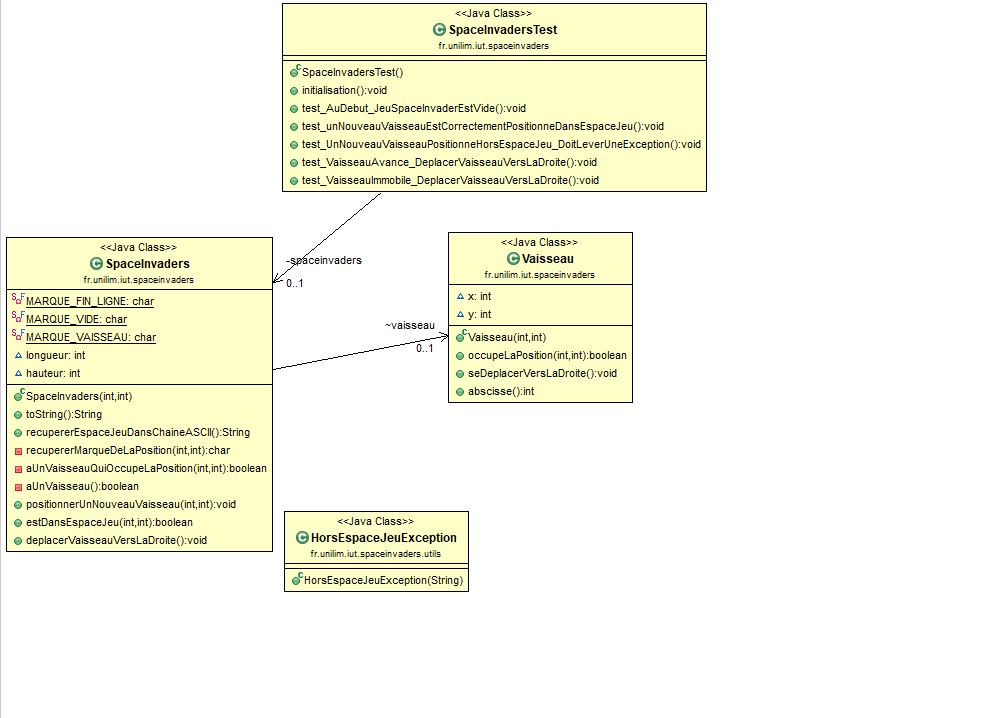 <<Java Class>>
SpaceInvadersTest
fr.unilim.iut.spaceinvaders
SpaceInvadersTest()
initialisation():void
test_AuDebut_JeuSpaceInvaderEstVide():void
test_unNouveauVaisseauEstCorrectementPositionneDansEspaceJeu():void
test_UnNouveauVaisseauPositionneHorsEspaceJeu_DoitLeverUneException():void
test_VaisseauAvance_DeplacerVaisseauVersLaDroite():void
test_VaisseauImmobile_DeplacerVaisseauVersLaDroite():void
-spaceinvaders
0..1
<<Java Class>>
SpaceInvaders
fr.unilim.iut.spaceinvaders
MARQUE_FIN_LIGNE: char
MARQUE_VIDE: char
MARQUE_VAISSEAU: char
longueur: int
hauteur: int
SpaceInvaders(int,int)
toString():String
recupererEspaceJeuDansChaineASCII():String
recupererMarqueDeLaPosition(int,int):char
aUnVaisseauQuiOccupeLaPosition(int,int):boolean
aUnVaisseau():boolean
positionnerUnNouveauVaisseau(int,int):void
estDansEspaceJeu(int,int):boolean
deplacerVaisseauVersLaDroite():void
~vaisseau
0..1
<<Java Class>>
Vaisseau
fr.unilim.iut.spaceinvaders
x: int
y: int
Vaisseau(int,int)
occupeLaPosition(int,int):boolean
seDeplacerVersLaDroite():void
abscisse():int
<<Java Class>>
HorsEspaceJeuException
fr.unilim.iut.spaceinvaders.utils
HorsEspaceJeuException(String)